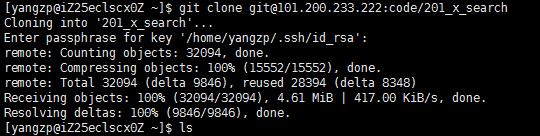 [yangzp@iZ25eclscx0Z ~]$ git clone git@101.200.233.222:code/201_x_search
Cloning into '201_x_search'...
Enter passphrase for key '/home/yangzp/.ssh/id_rsa':
remote: Counting objects: 32094, done.
remote: Compressing objects: 100% (15552/15552), done.
remote: Total 32094 (delta 9846), reused 28394 (delta 8348)
Receiving objects: 100% (32094/32094), 4.61 MiB | 417.00 KiB/s, done.
Resolving deltas: 100% (9846/9846), done.
[yangzp@iZ25eclscx0Z ~]$ ls